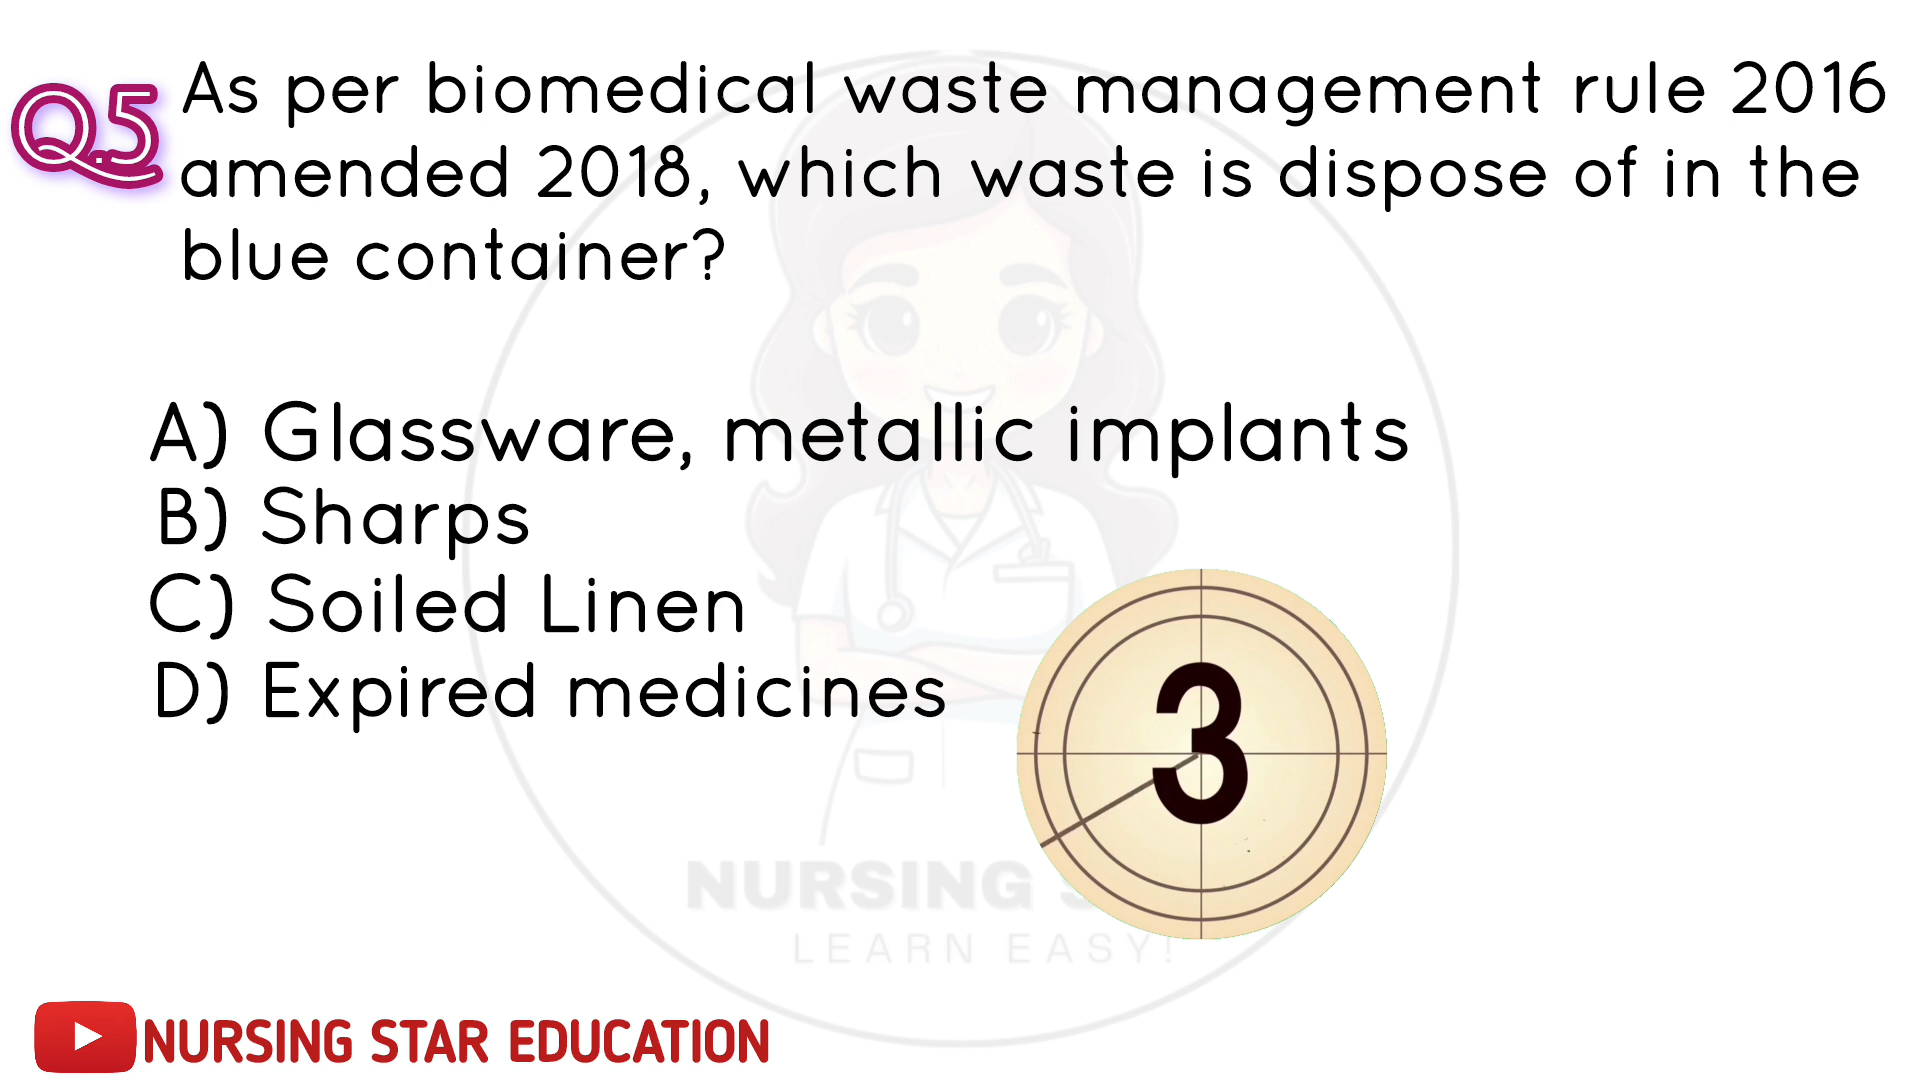 Q.5 As per biomedical waste management rule 2016
amended 2018, which waste is dispose of in the
blue container?
A) Glassware, metallic implants
B) Sharps
C) Soiled Linen
D) Expired medicines
3
NURSING S
LEARN EASY!
NURSING STAR EDUCATION